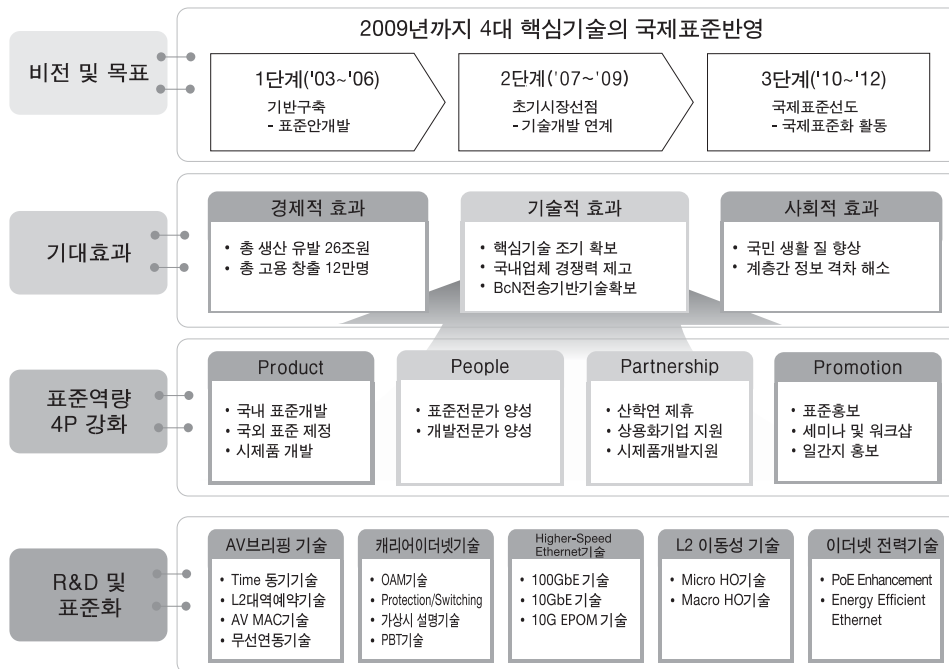 2009년까지 4대 핵심기술의 국제표준반영
비전 및 목표
1단계('03~'06)
기반구축
- 표준안개발
2단계('07~'09)
초기시장선점
- 기술개발 연계
3단계('10~'12)
국제표준선도
- 국제표준화 활동
기대효과
경제적 효과
• 총 생산 유발 26조원
• 총 고용 창출 12만명
기술적 효과
• 핵심기술 조기 확보
• 국내업체 경쟁력 제고
• BcN전송기반기술확보
사회적 효과
• 국민 생활 질 향상
• 계층간 정보 격차 해소
표준역량
4P 강화
Product
• 국내 표준개발
• 국외 표준 제정
• 시제품 개발
People
• 표준전문가 양성
• 개발전문가 양성
Partnership
• 산학연 제휴
• 상용화기업 지원
• 시제품개발지원
Promotion
• 표준홍보
• 세미나 및 워크샵
• 일간지 홍보
R&D 및
표준화
AV브리핑 기술
• Time 동기기술
• L2대역예약기술
• AV MAC기술
• 무선연동기술
캐리어이더넷기술
• OAM기술
• Protection/Switching
• 가상시 설명기술
• PBT기술
Higher-Speed
Ethernet기술
• 100GbE 기술
• 10GbE 기술
• 10G EPOM 기술
L2 이동성 기술
• Micro HO기술
• Macro HO기술
이더넷 전력기술
• PoE Enhancement
• Energy Efficient
Ethernet